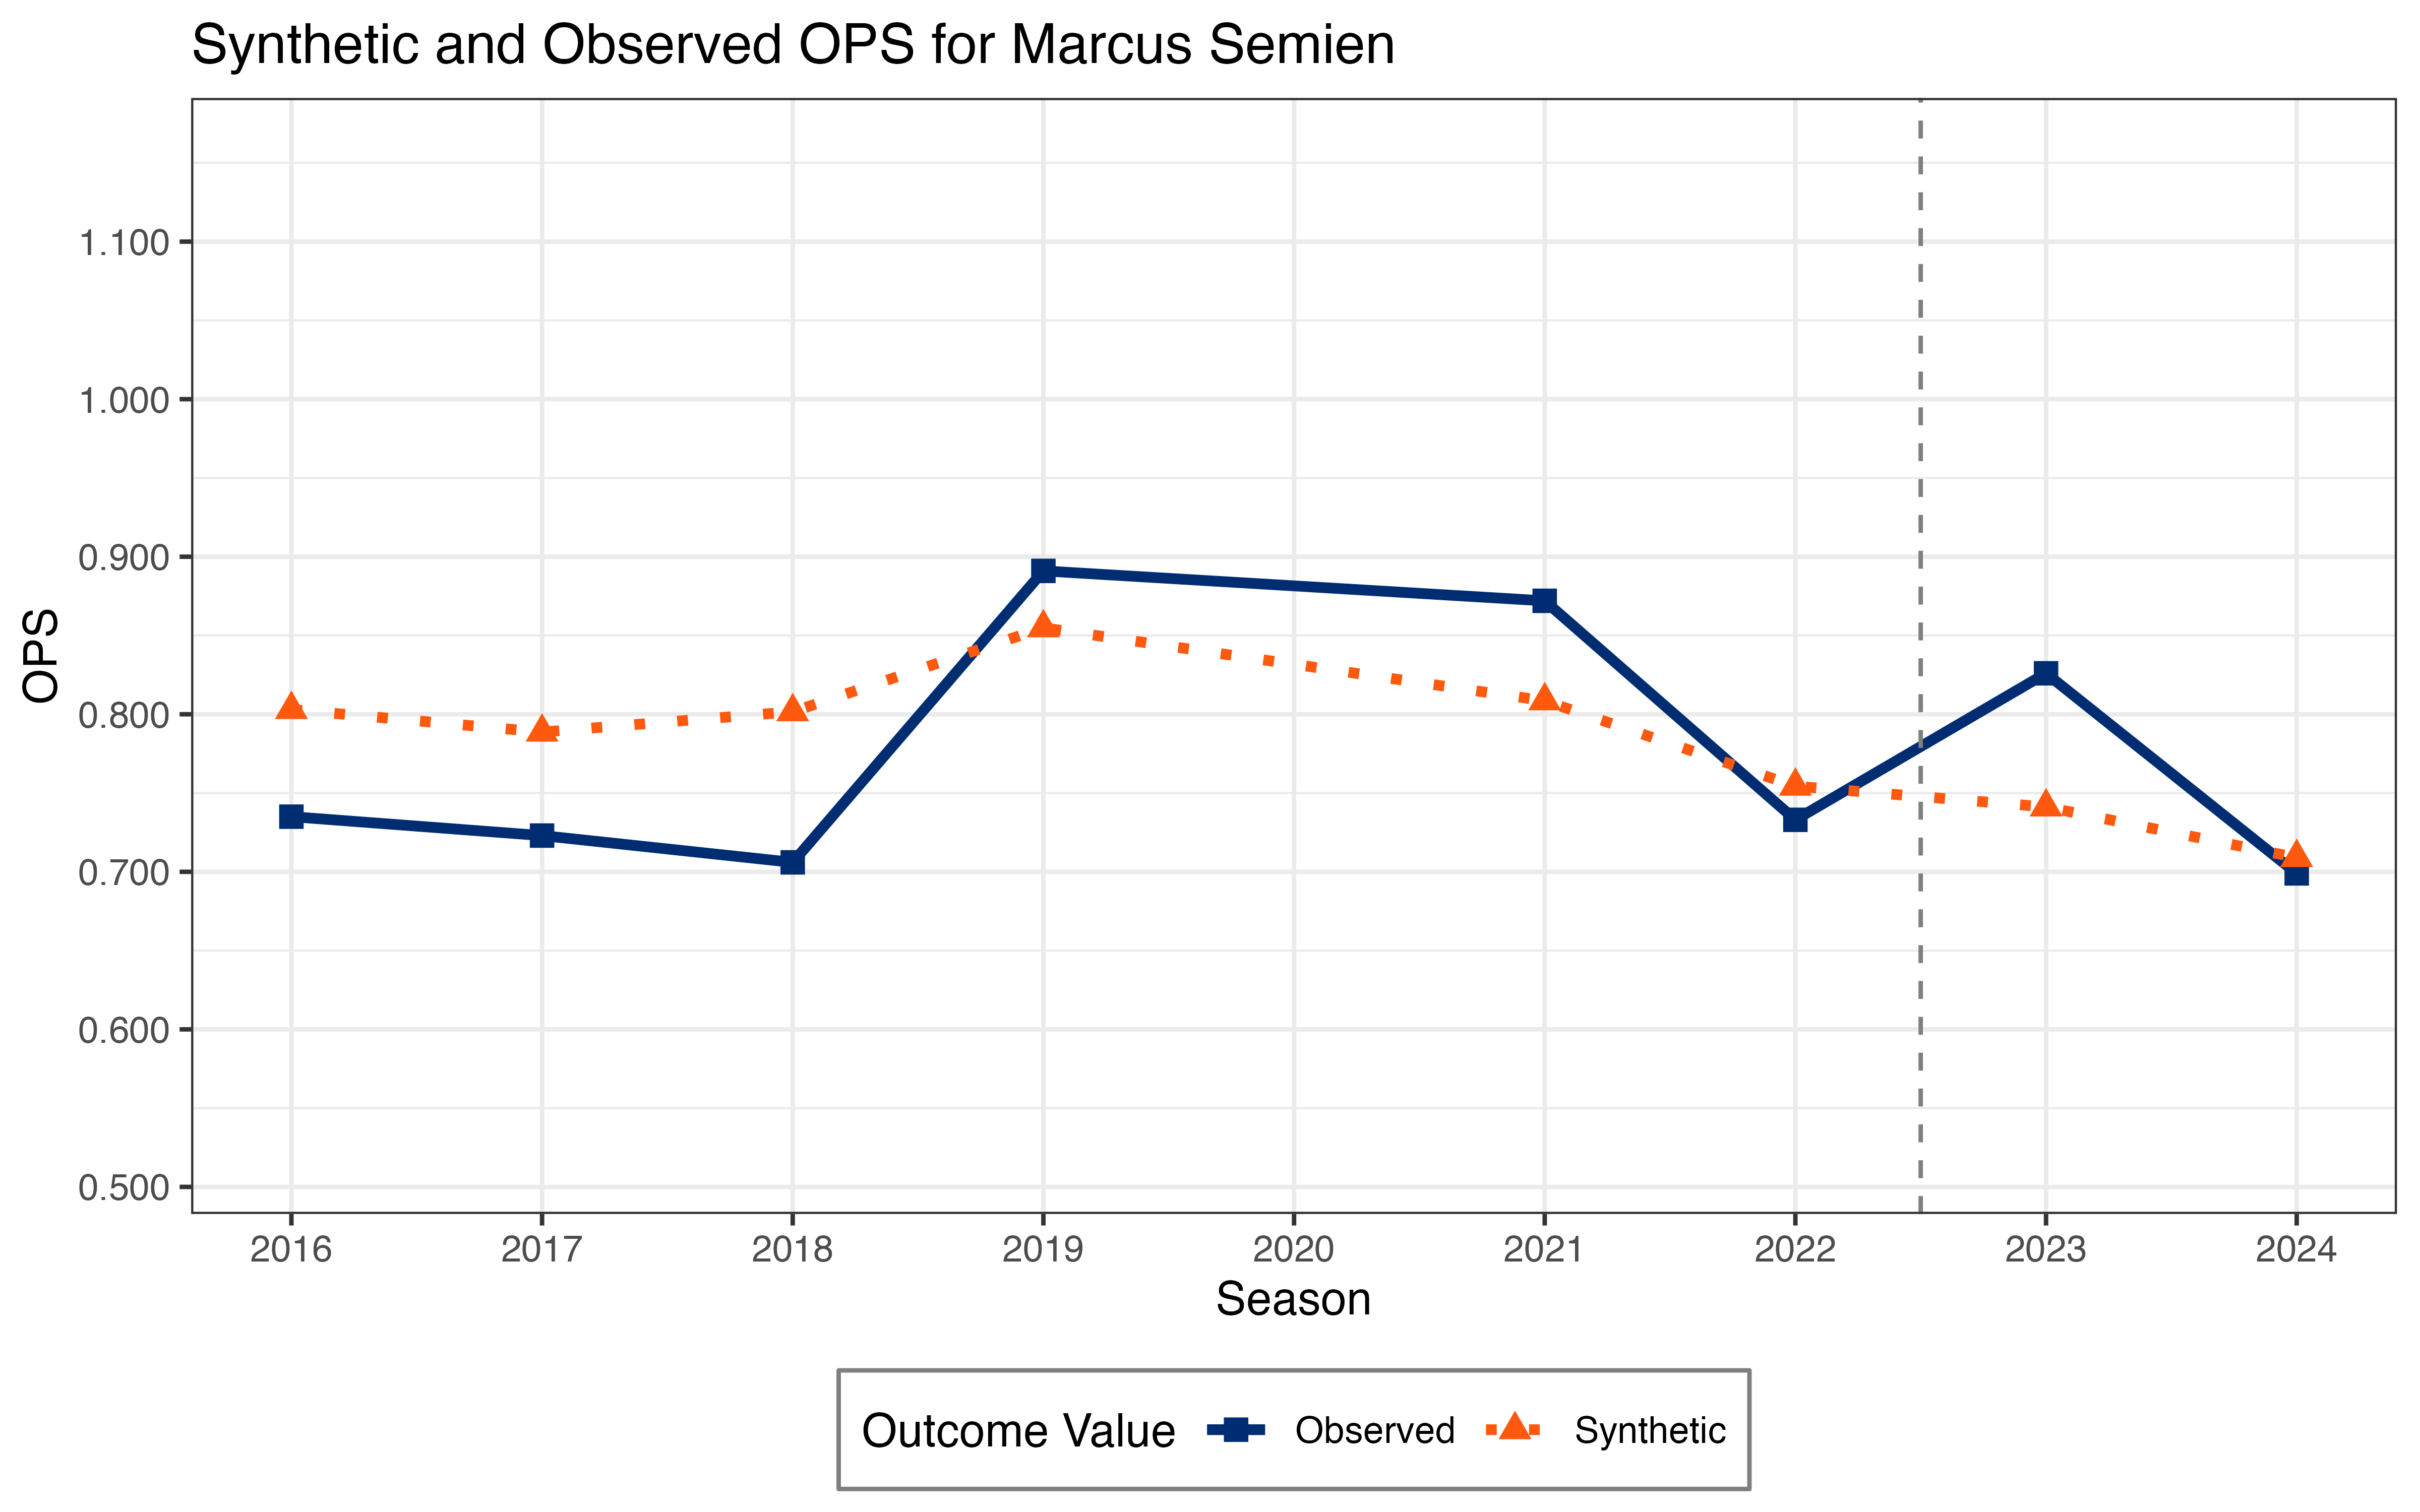 Synthetic and Observed OPS for Marcus Semien
OPS
1.100
1.000
0.900
0.800
0.700
0.600
0.500
2016 2017 2018 2019 2020 2021 2022 2023 2024
Season
Outcome Value Observed Synthetic